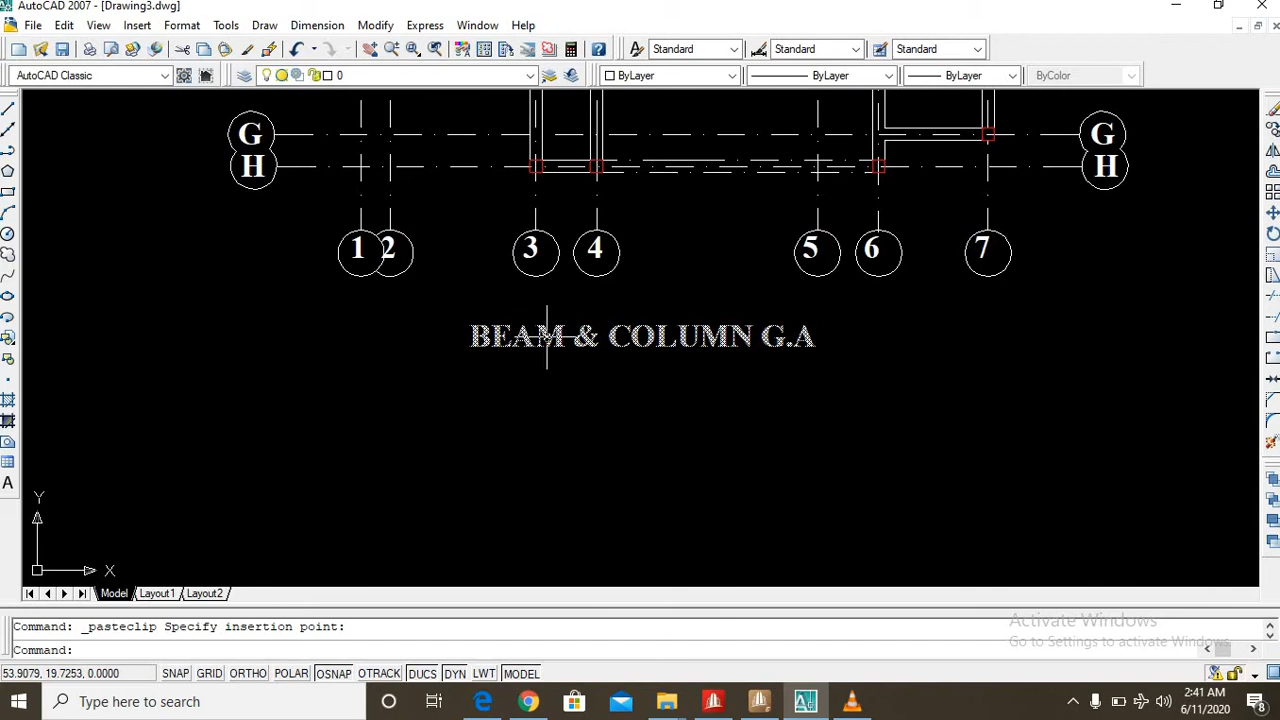 AutoCAD 2007 - [Drawing3.dwg]
File Edit View Insert Format Tools Draw Dimension Modify Express Window Help
Standard Standard Standard
AutoCAD Classic 0 ByLayer ByLayer ByLayer ByColor
G G
H H
1 2 3 4 5 6 7
BEAM & COLUMN G.A
A
Y
X
Model Layout1 Layout2
Command: _pasteclip Specify insertion point:
Command:
Activate Windows
Go to Settings to activate Windows.
53.9079, 19.7253, 0.0000 SNAP GRID ORTHO POLAR OSNAP OTRACK DUCS DYN LWT MODEL
Type here to search
2:41 AM
6/11/2020
8